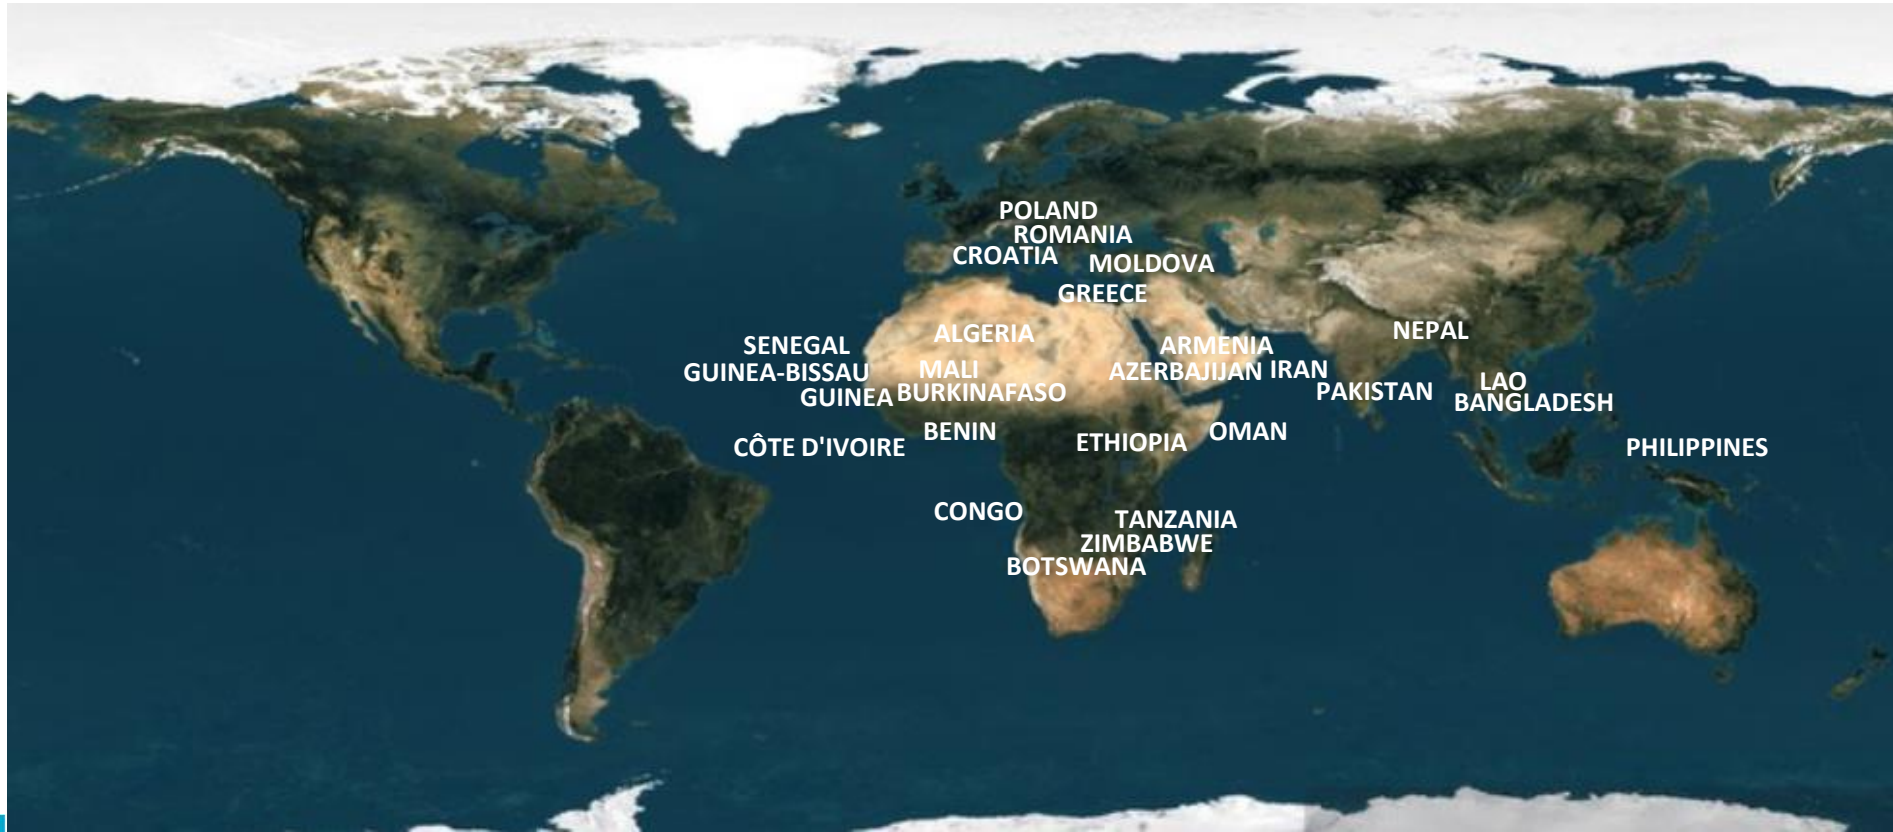 POLAND
ROMANIA
CROATIA
MOLDOVA
GREECE
ALGERIA
NEPAL
SENEGAL
ARMENIA
GUINEA-BISSAU
MALI
AZERBAJIJAN
IRAN
GUINEA
BURKINAFASO
PAKISTAN
LAO
BANGLADESH
BENIN
OMAN
CÔTE D'IVOIRE
ETHIOPIA
PHILIPPINES
CONGO
TANZANIA
ZIMBABWE
BOTSWANA